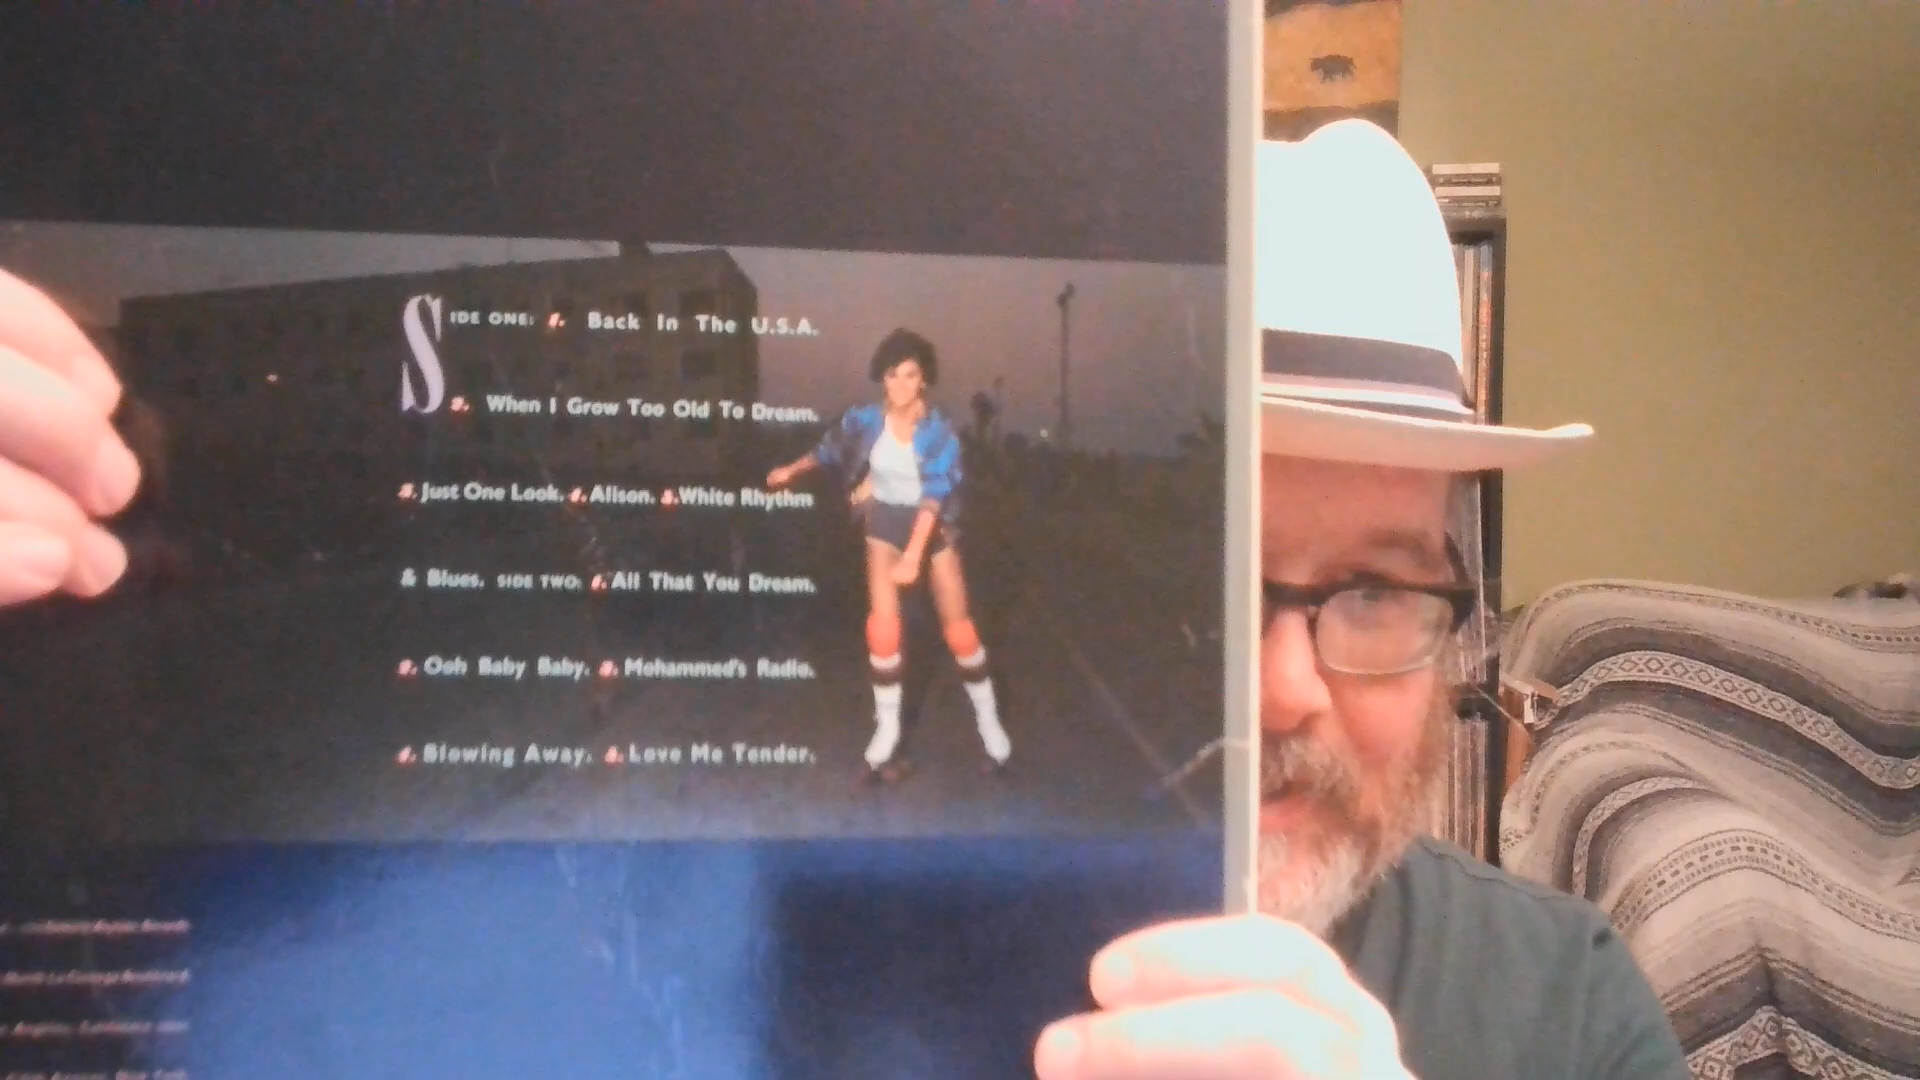 SIDE ONE: 1. Back In The U.S.A.
2. When I Grow Too Old To Dream.
3. Just One Look. 4. Alison. 5. White Rhythm
& Blues. SIDE TWO: 1. All That You Dream.
2. Ooh Baby Baby. 3. Mohammed's Radio.
4. Blowing Away. 5. Love Me Tender.